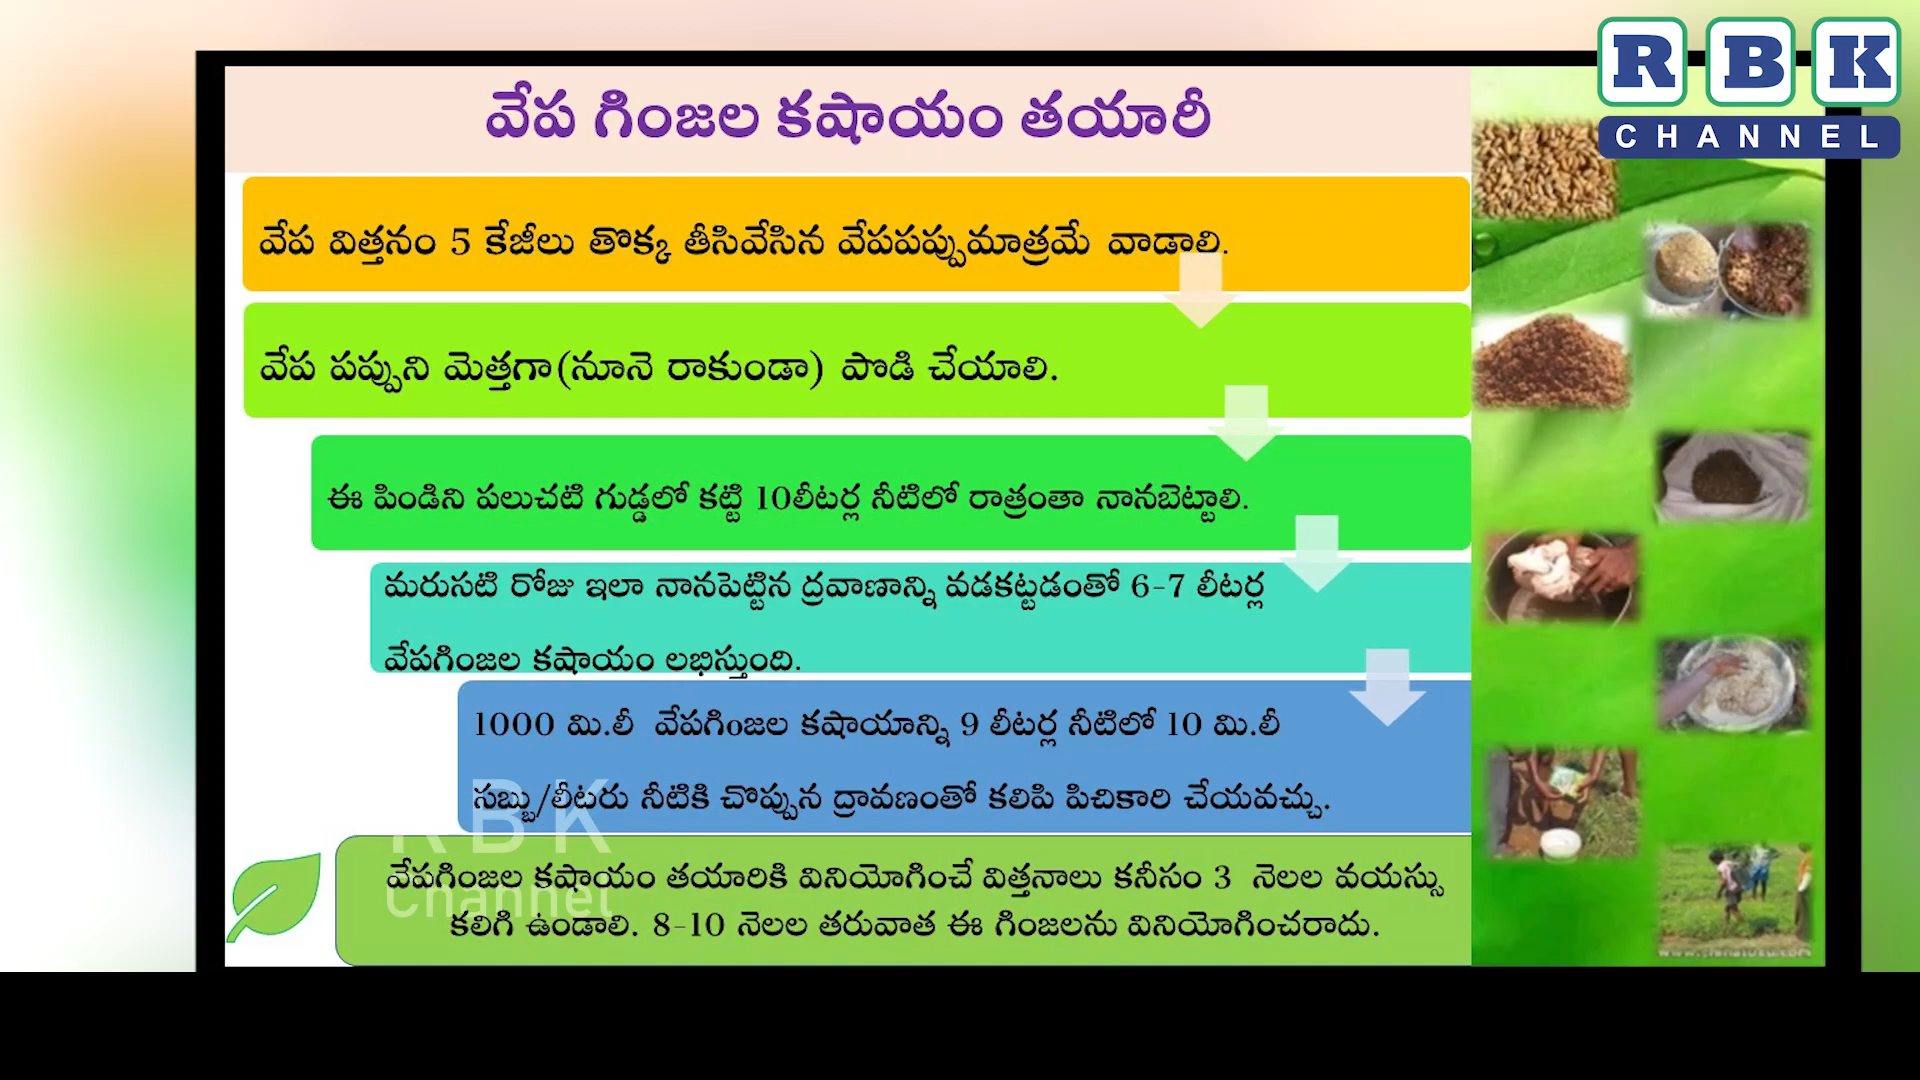 R B K
CHANNEL
వేప గింజల కషాయం తయారీ
వేప విత్తనం 5 కేజీలు తొక్క తీసివేసిన వేపపప్పుమాత్రమే వాడాలి.
వేప పప్పుని మెత్తగా(నూనె రాకుండా) పొడి చేయాలి.
ఈ పిండిని పలుచటి గుడ్డలో కట్టి 10లీటర్ల నీటిలో రాత్రంతా నానబెట్టాలి.
మరుసటి రోజు ఇలా నానపెట్టిన ద్రవాణాన్ని వడకట్టడంతో 6-7 లీటర్ల
వేపగింజల కషాయం లభిస్తుంది.
1000 మి.లీ వేపగింజల కషాయాన్ని 9 లీటర్ల నీటిలో 10 మి.లీ
సబ్బు/లీటరు నీటికి చొప్పున ద్రావణంతో కలిపి పిచికారి చేయవచ్చు.
RBK
Channel
వేపగింజల కషాయం తయారికి వినియోగించే విత్తనాలు కనీసం 3 నెలల వయస్సు
కలిగి ఉండాలి. 8-10 నెలల తరువాత ఈ గింజలను వినియోగించరాదు.